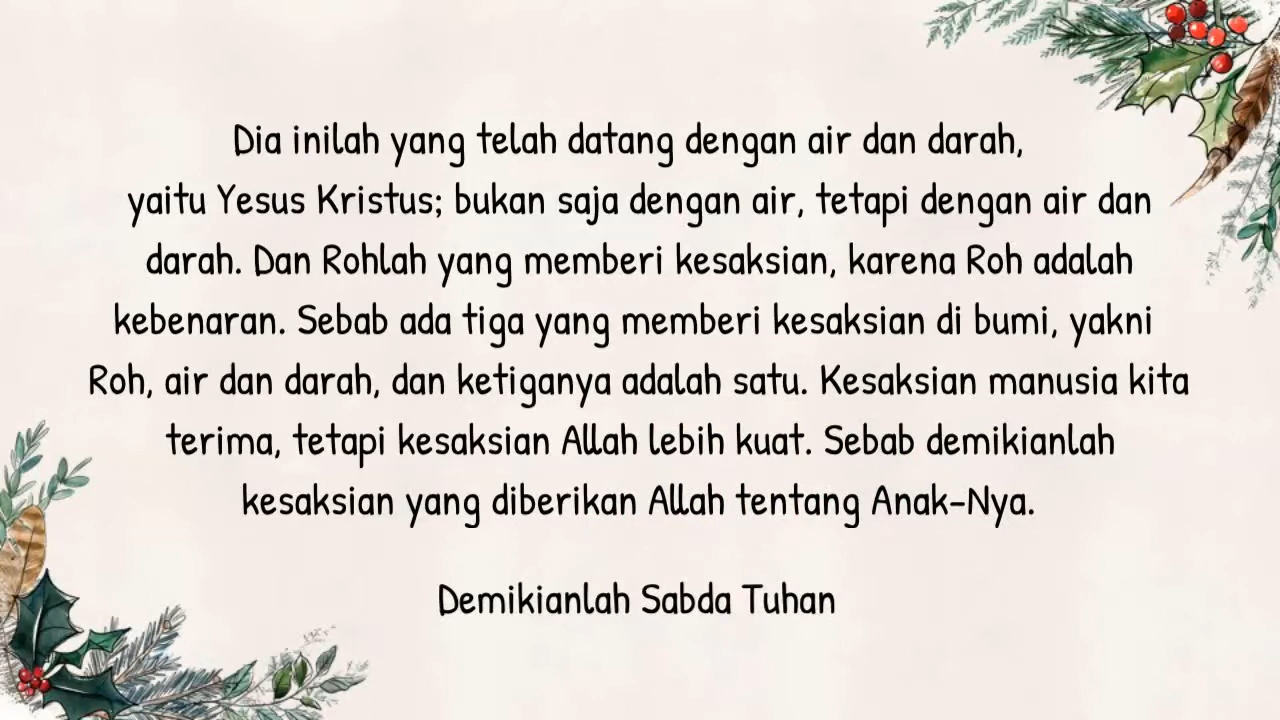 Dia inilah yang telah datang dengan air dan darah,
yaitu Yesus Kristus; bukan saja dengan air, tetapi dengan air dan
darah. Dan Rohlah yang memberi kesaksian, karena Roh adalah
kebenaran. Sebab ada tiga yang memberi kesaksian di bumi, yakni
Roh, air dan darah, dan ketiganya adalah satu. Kesaksian manusia kita
terima, tetapi kesaksian Allah lebih kuat. Sebab demikianlah
kesaksian yang diberikan Allah tentang Anak-Nya.
Demikianlah Sabda Tuhan